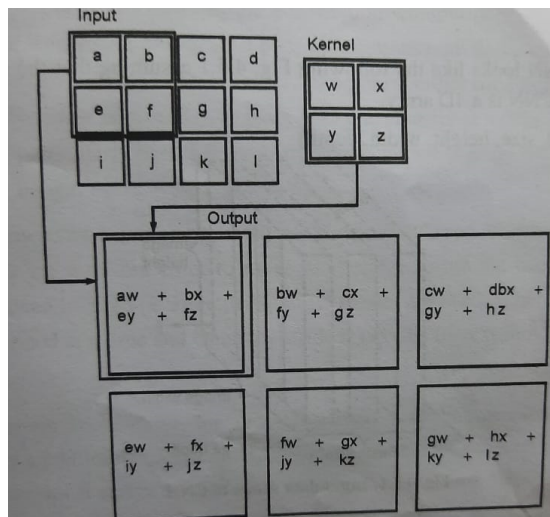 Input
a b c d
Kernel
w x
e f g h
y z
i j k l
Output
aw + bx +
ey + fz
bw + cx +
fy + gz
cw + dbx +
gy + hz
ew + fx +
iy + jz
fw + gx +
jy + kz
gw + hx +
ky + lz